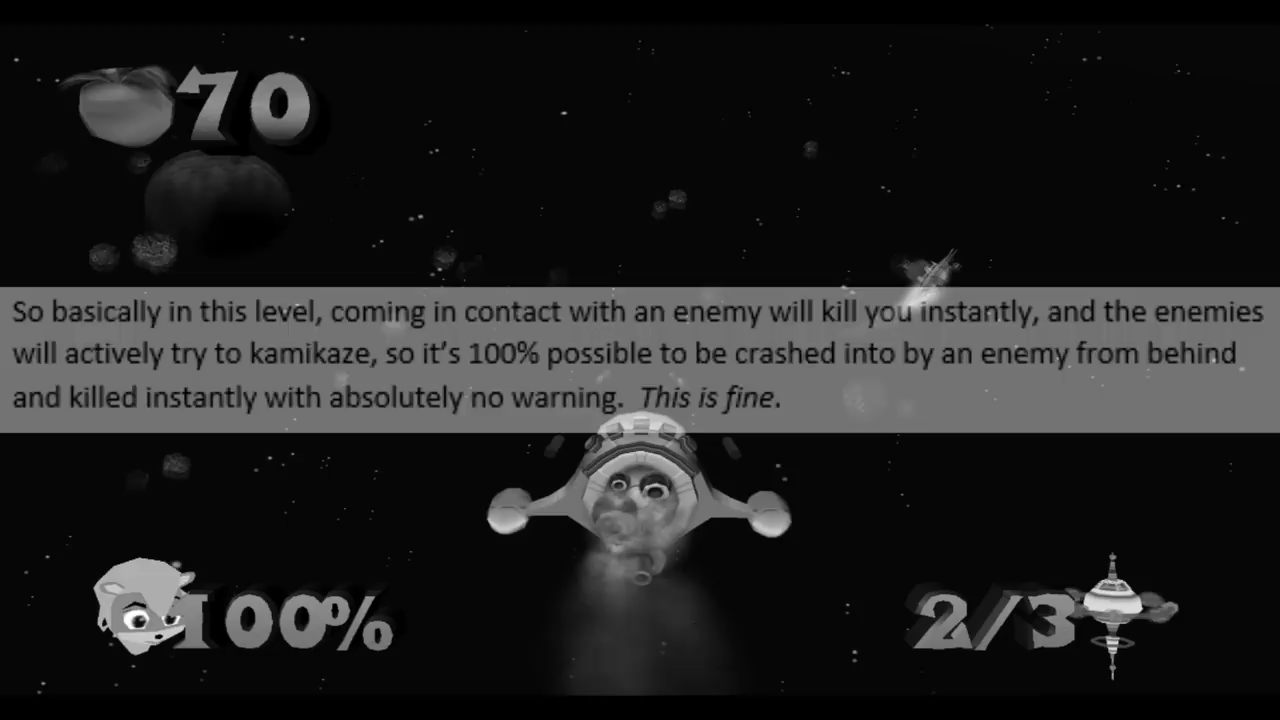 70
So basically in this level, coming in contact with an enemy will kill you instantly, and the enemies
will actively try to kamikaze, so it’s 100% possible to be crashed into by an enemy from behind
and killed instantly with absolutely no warning. This is fine.
100% 2/3